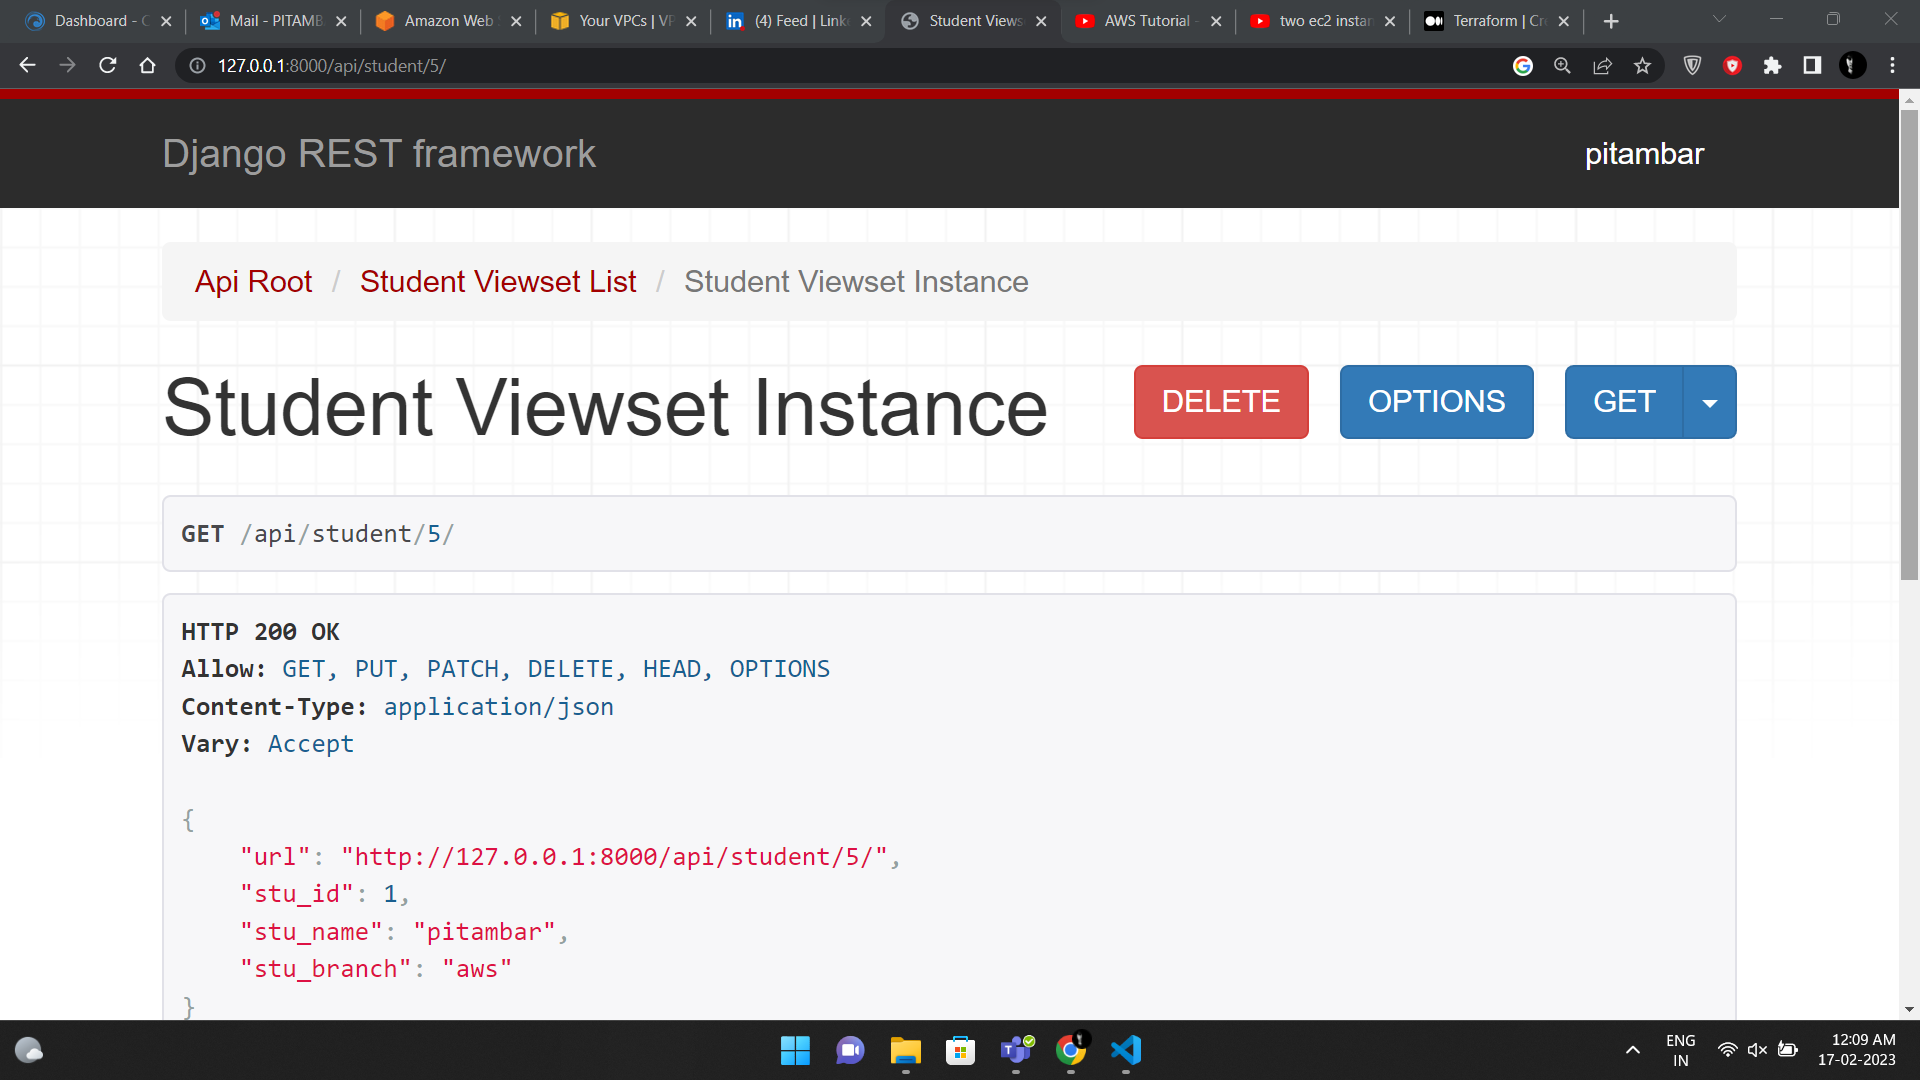 Dashboard - C
Mail - PITAMB
Amazon Web S
Your VPCs | VP
(4) Feed | Linke
Student Views
AWS Tutorial -
two ec2 instan
Terraform | Cre
127.0.0.1:8000/api/student/5/
Django REST framework
pitambar
Api Root / Student Viewset List / Student Viewset Instance
Student Viewset Instance
DELETE
OPTIONS
GET
GET /api/student/5/
HTTP 200 OK
Allow: GET, PUT, PATCH, DELETE, HEAD, OPTIONS
Content-Type: application/json
Vary: Accept
{
"url": "http://127.0.0.1:8000/api/student/5/",
"stu_id": 1,
"stu_name": "pitambar",
"stu_branch": "aws"
}
ENG
IN
12:09 AM
17-02-2023